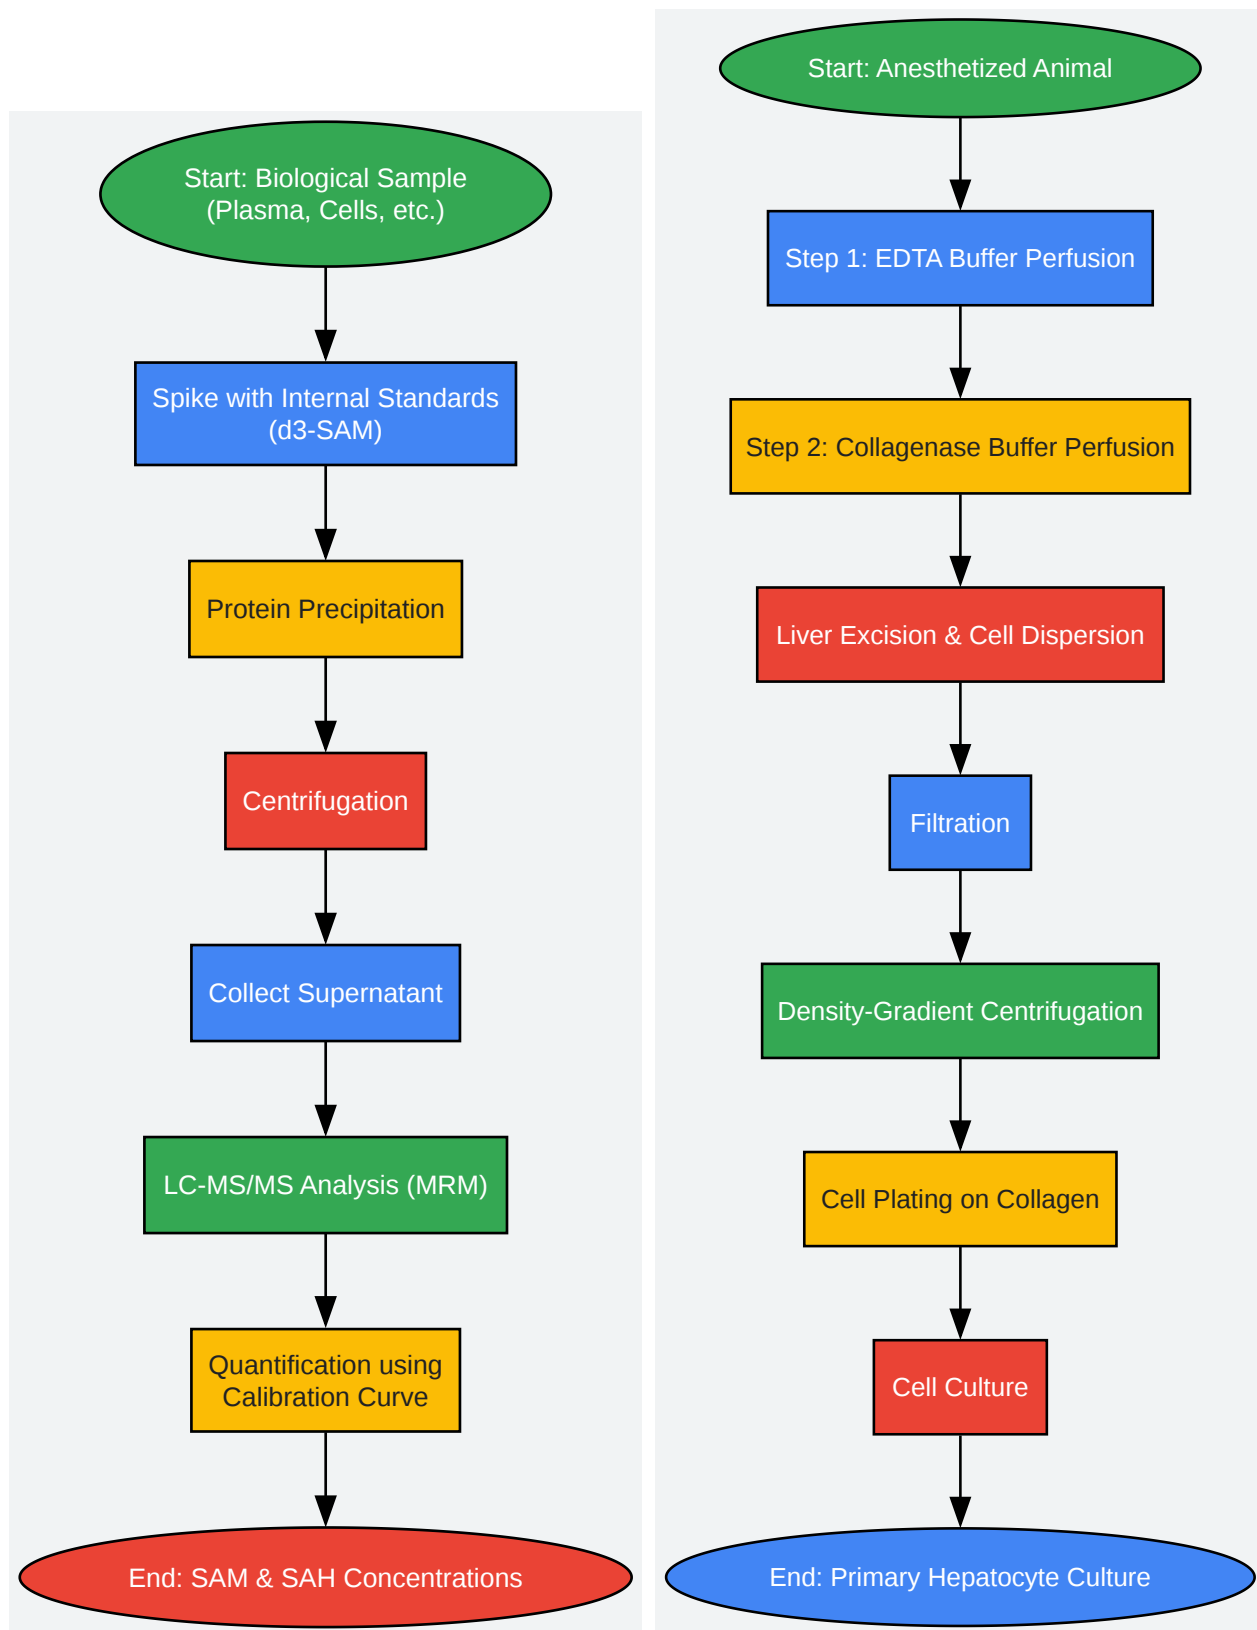 Start: Biological Sample
(Plasma, Cells, etc.)
Spike with Internal Standards
(d3-SAM)
Protein Precipitation
Centrifugation
Collect Supernatant
LC-MS/MS Analysis (MRM)
Quantification using
Calibration Curve
End: SAM & SAH Concentrations
Start: Anesthetized Animal
Step 1: EDTA Buffer Perfusion
Step 2: Collagenase Buffer Perfusion
Liver Excision & Cell Dispersion
Filtration
Density-Gradient Centrifugation
Cell Plating on Collagen
Cell Culture
End: Primary Hepatocyte Culture